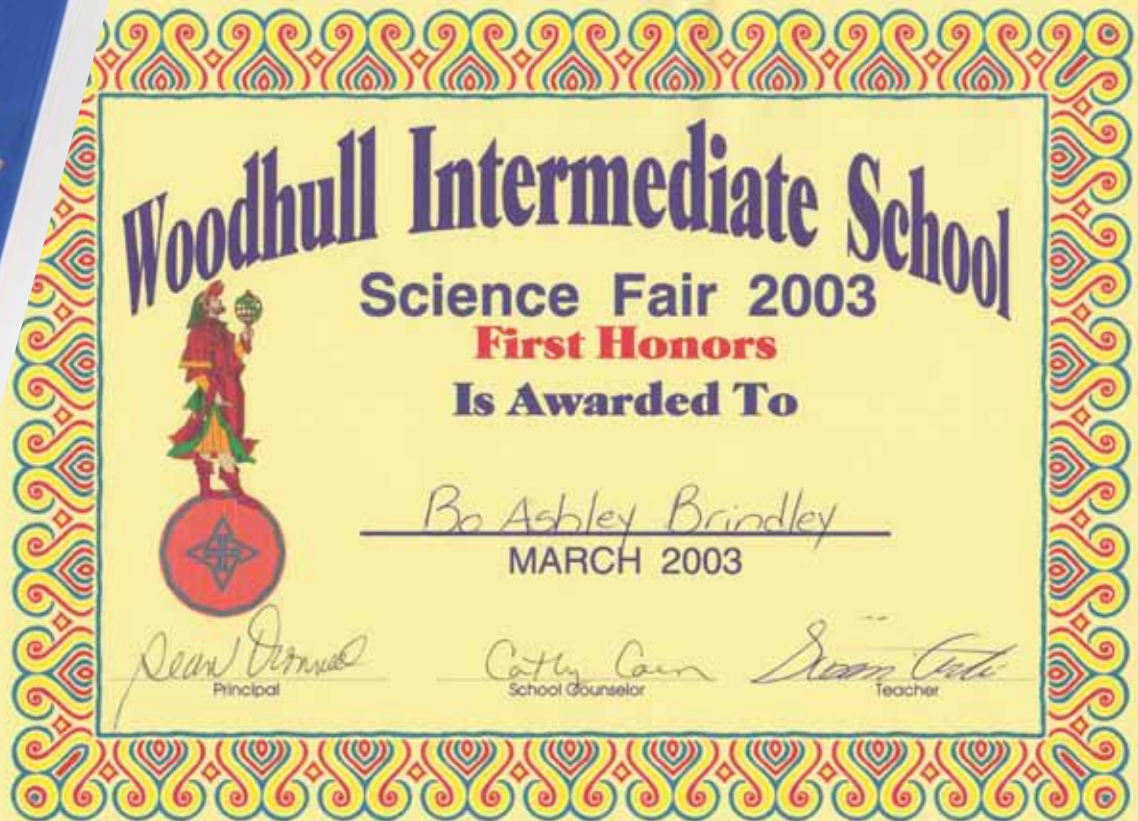 Woodhull Intermediate School
Science Fair 2003
First Honors
Is Awarded To
Bo Ashley Brindley
MARCH 2003
Cathy Cain
Principal School Counselor Teacher